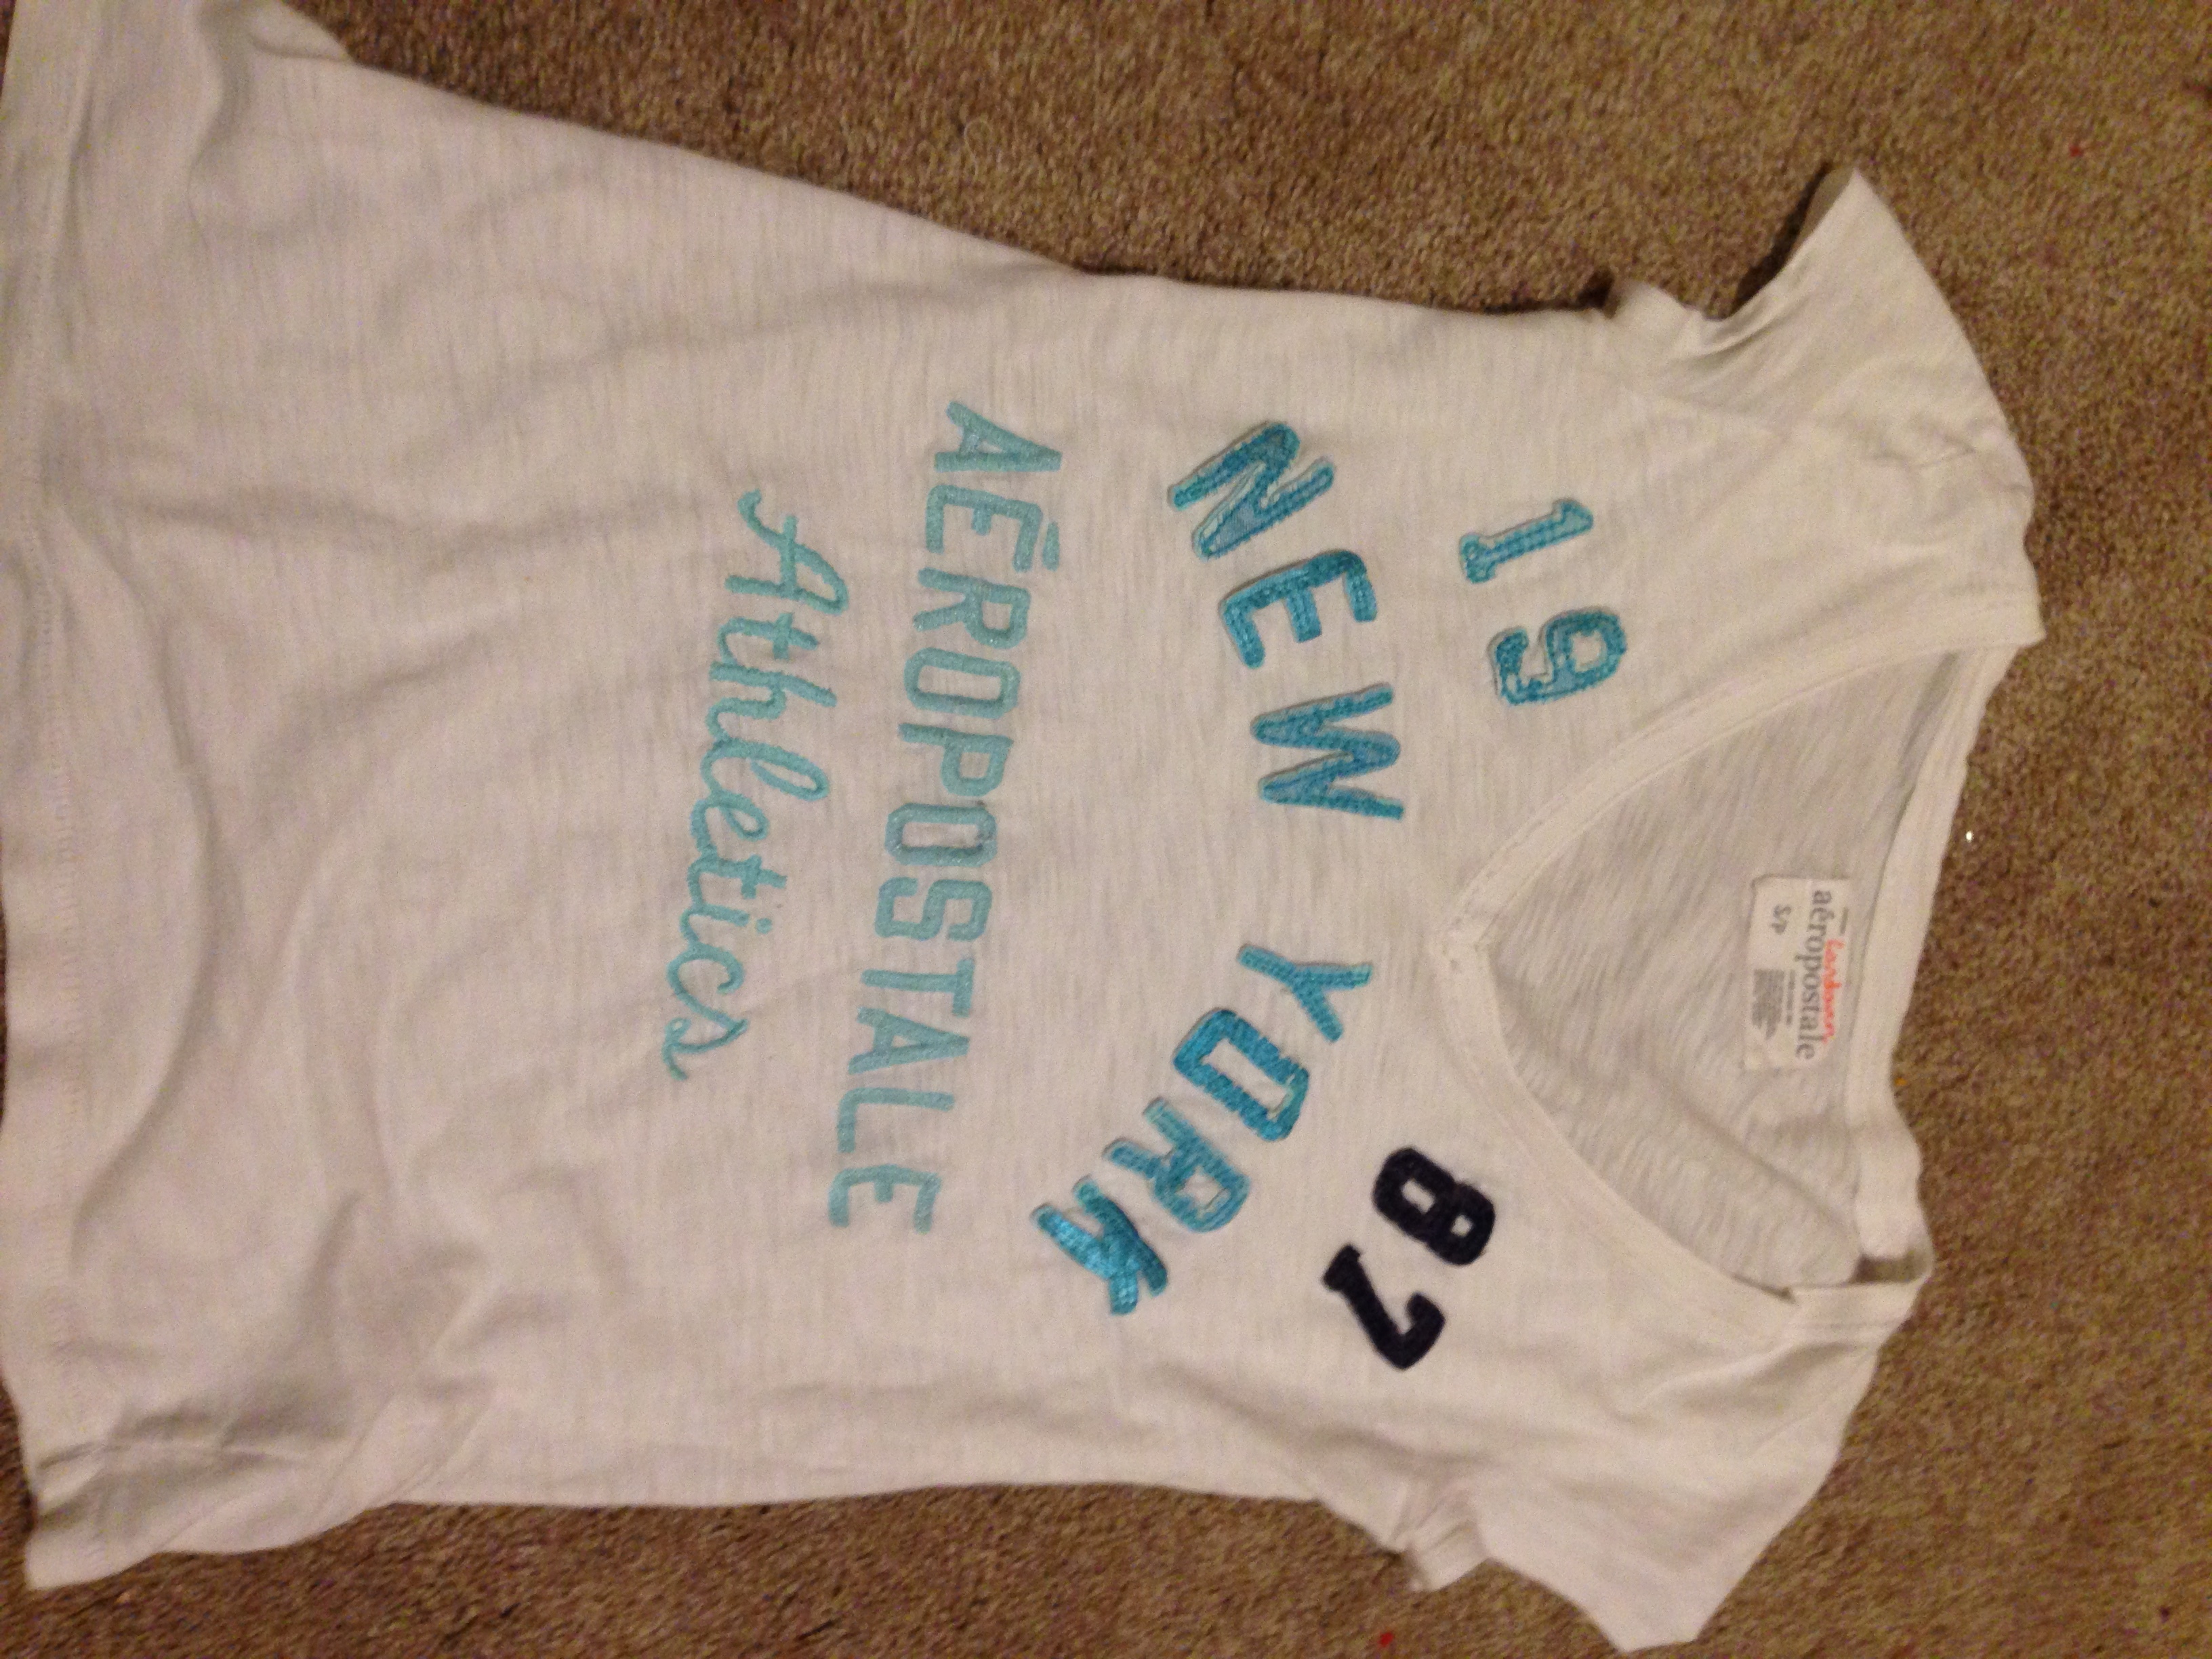 aéropostale
S/P
19 87
NEW YORK
AÉROPOSTALE
Athletics